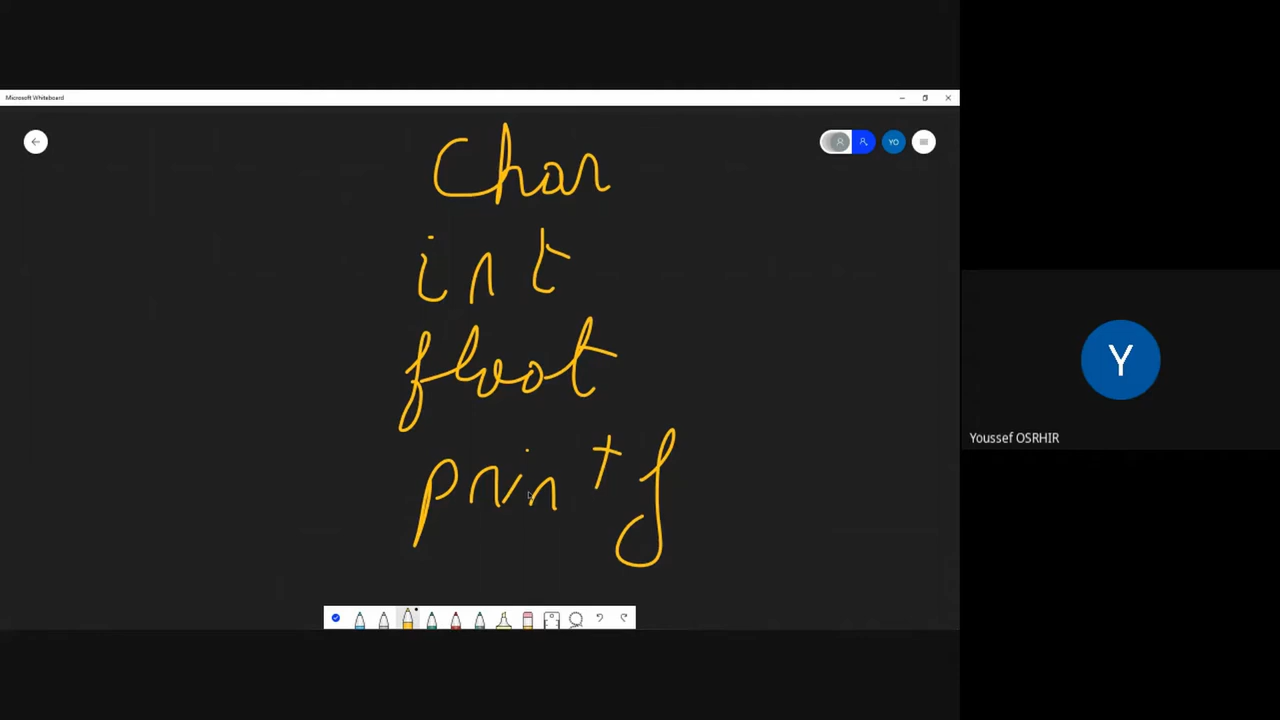 Microsoft Whiteboard
YO
Char
int
float
printf
Y
Youssef OSRHIR